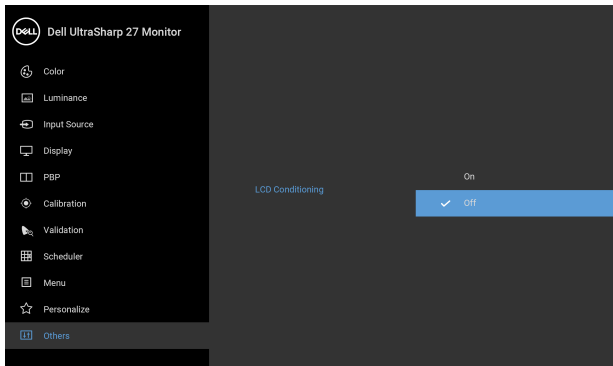 DELL
Dell UltraSharp 27 Monitor
Color
Luminance
Input Source
Display
PBP
Calibration
Validation
Scheduler
Menu
Personalize
Others
LCD Conditioning
On
Off